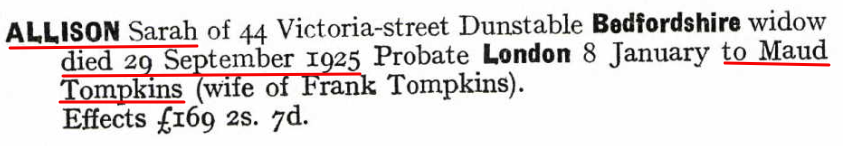 ALLISON Sarah of 44 Victoria-street Dunstable Bedfordshire widow
died 29 September 1925 Probate London 8 January to Maud
Tompkins (wife of Frank Tompkins).
Effects £169 2s. 7d.